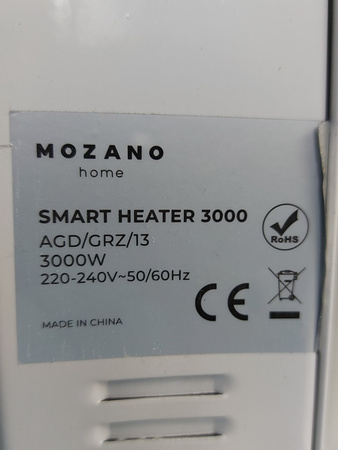 MOZANO
home
SMART HEATER 3000
AGD/GRZ/13
3000W
220-240V~50/60Hz
RoHS
CE
MADE IN CHINA